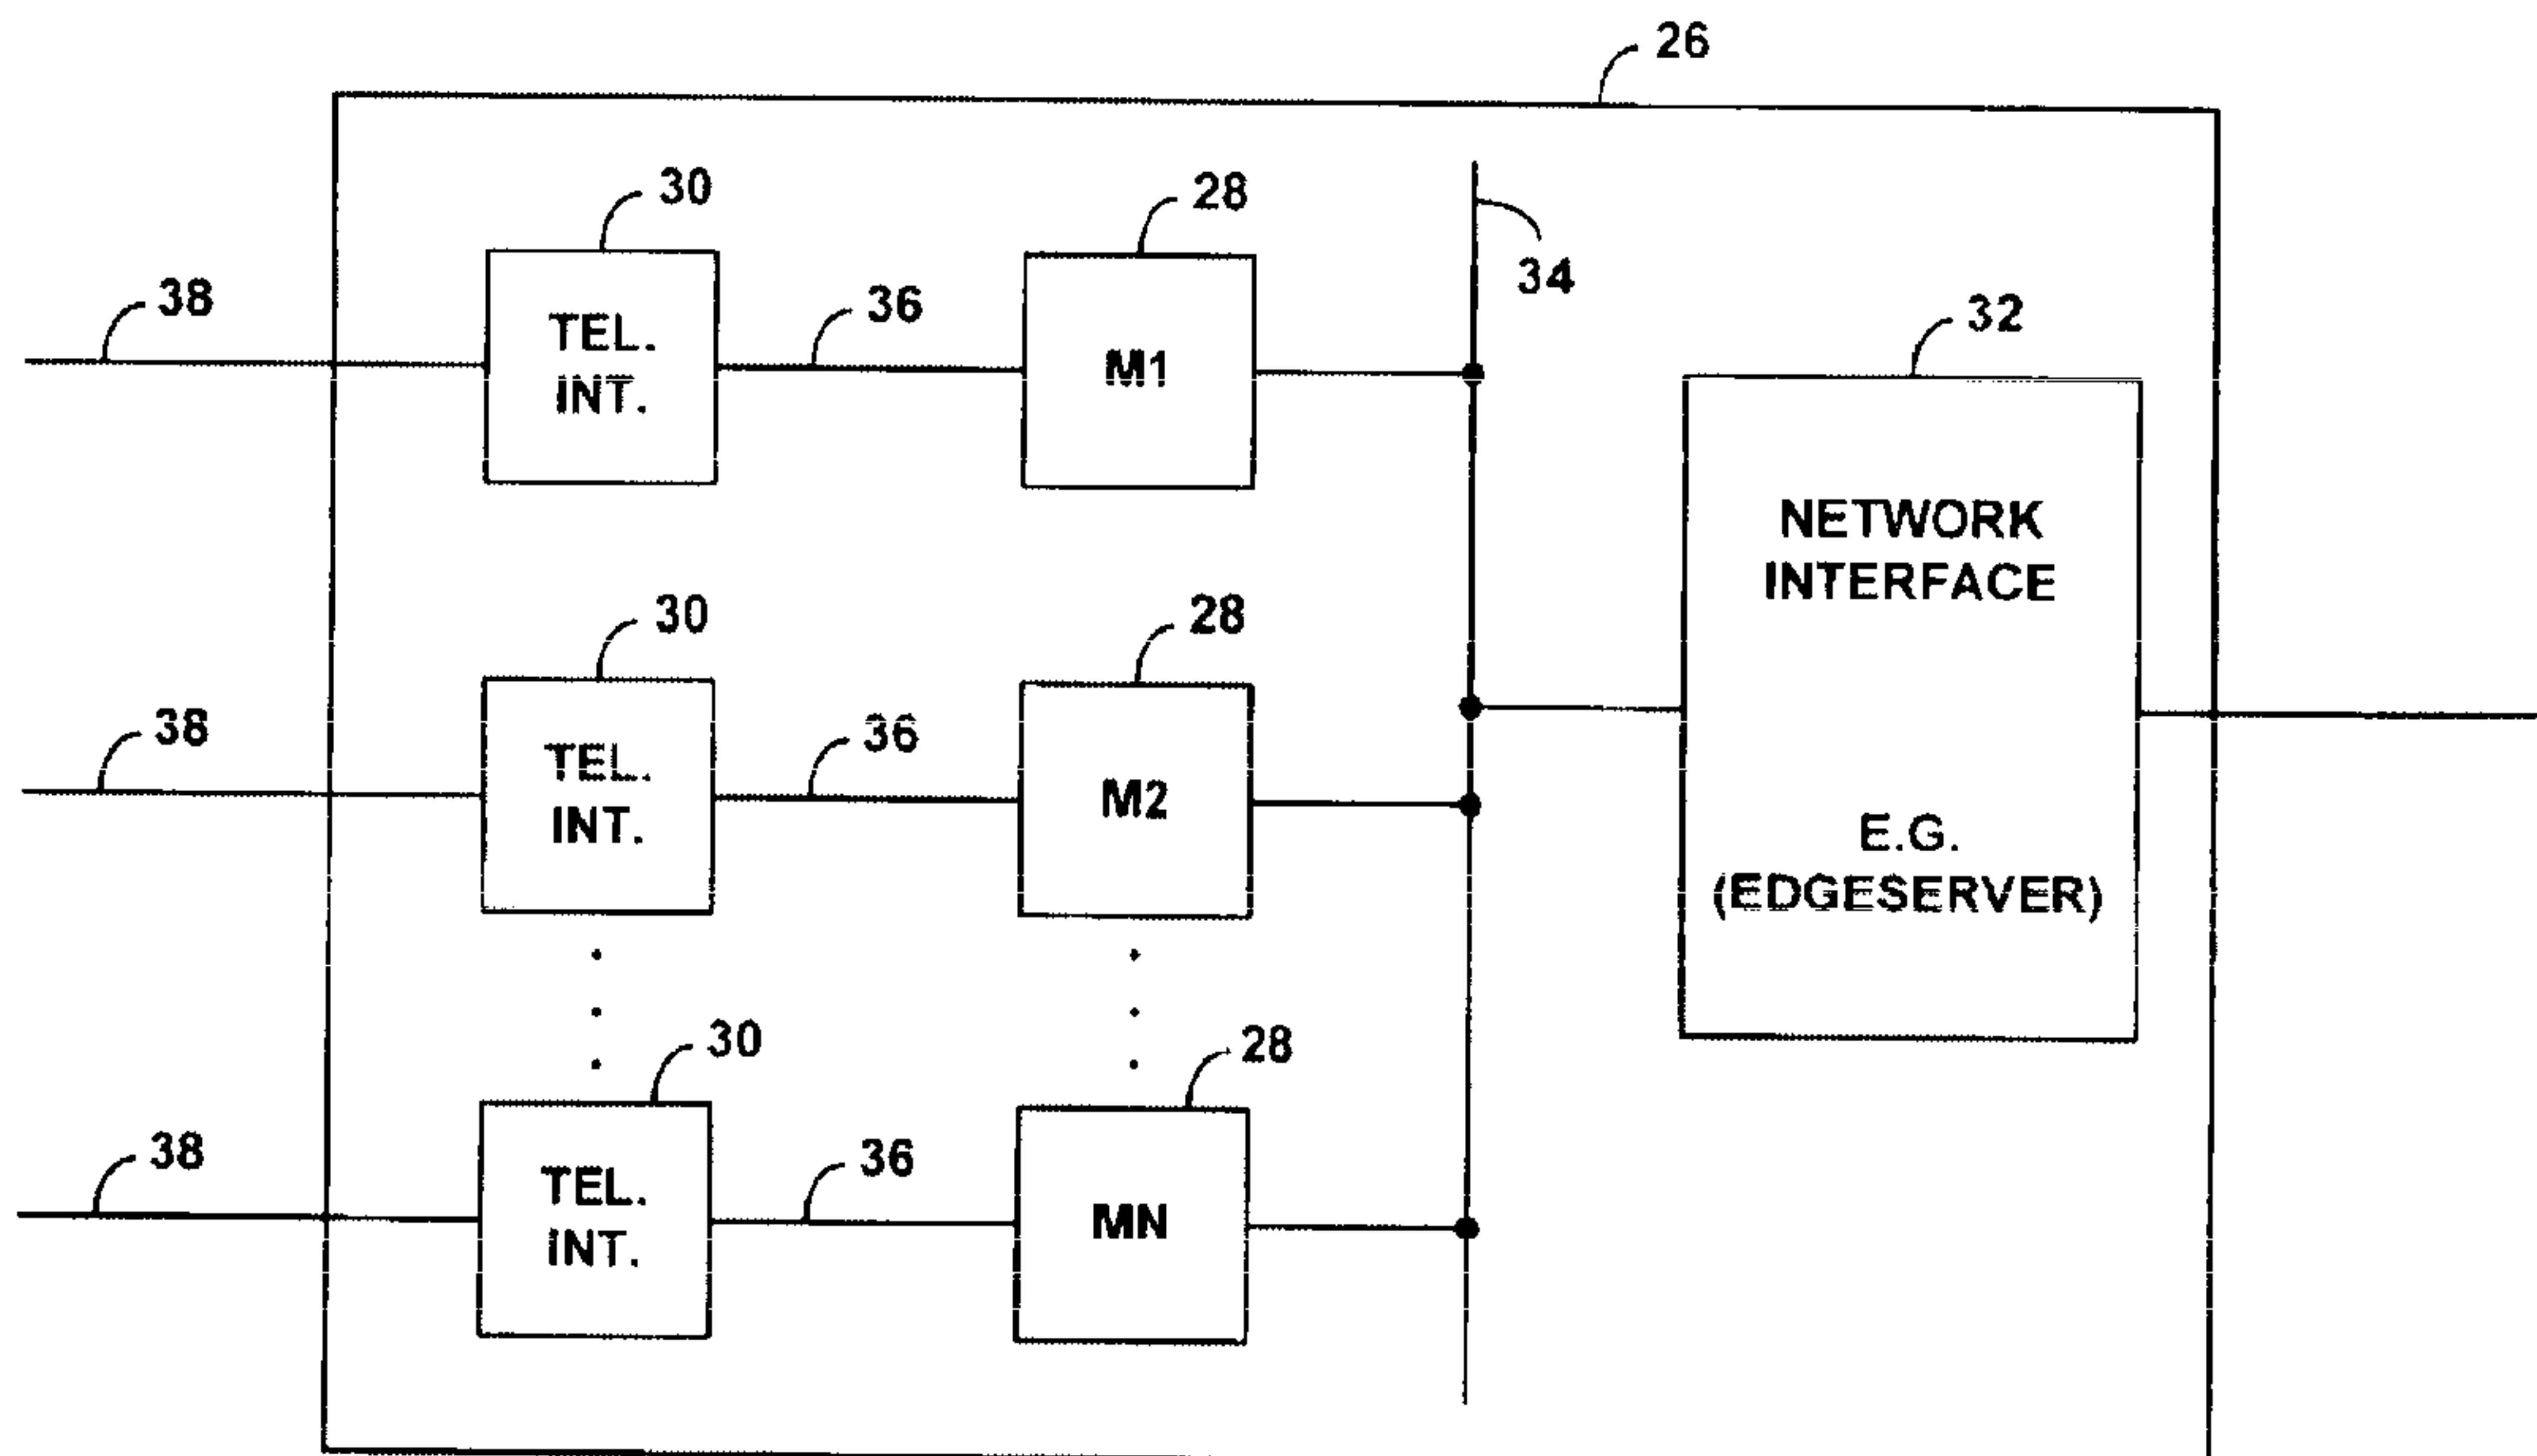 26
30
28
34
38
36
32
TEL.
INT.
M1
NETWORK
INTERFACE
30
28
38
36
TEL.
INT.
M2
E.G.
(EDGESERVER)
30
28
38
36
TEL.
INT.
MN